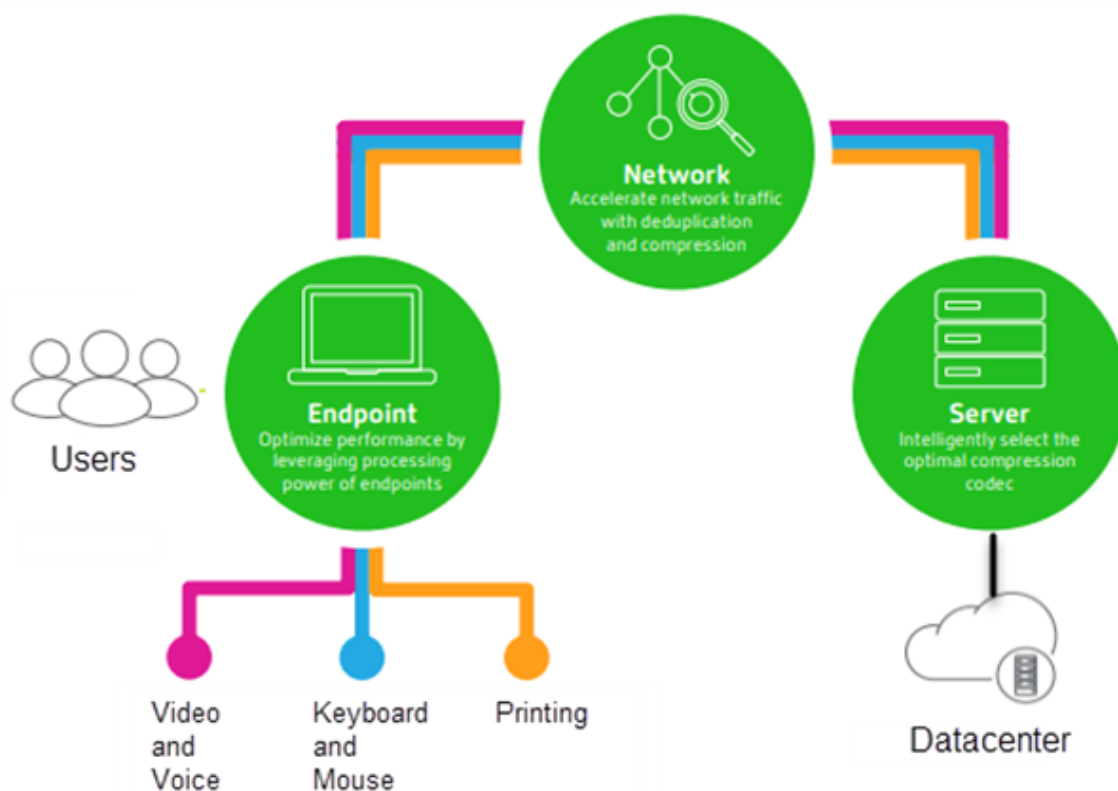 Network
Accelerate network traffic
with deduplication
and compression
Users
Endpoint
Optimize performance by
leveraging processing
power of endpoints
Server
Intelligently select the
optimal compression
codec
Video
and
Voice
Keyboard
and
Mouse
Printing
Datacenter